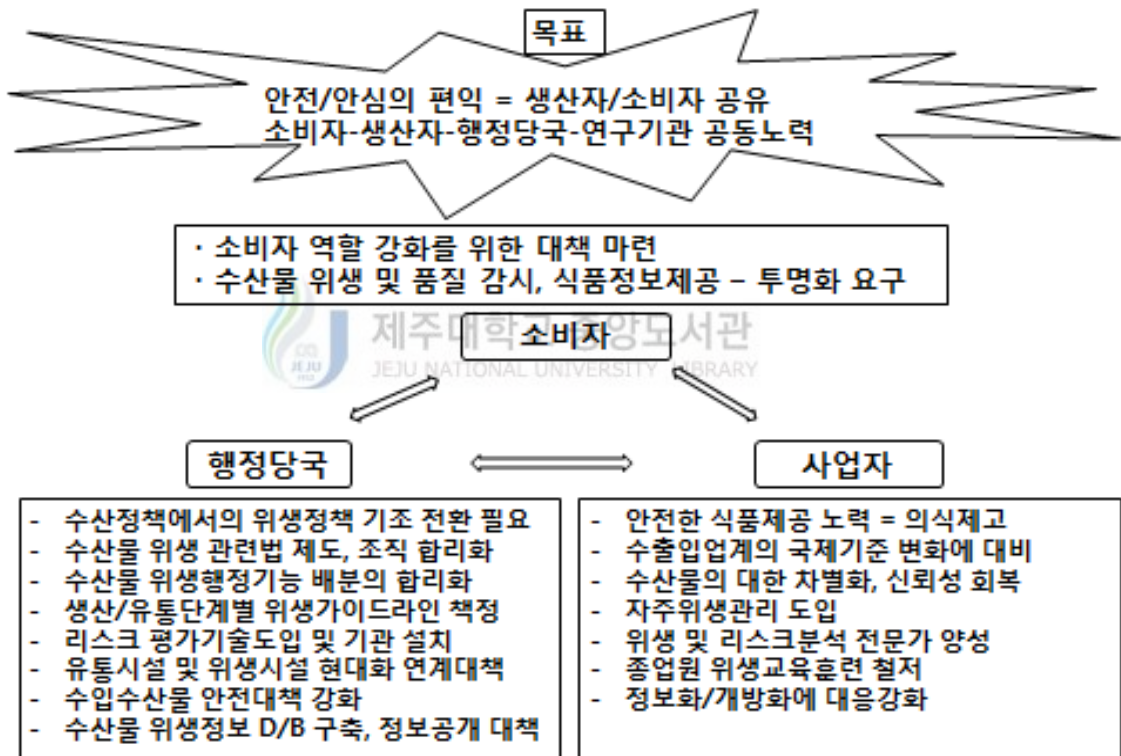 목표
안전/안심의 편익 = 생산자/소비자 공유
소비자-생산자-행정당국-연구기관 공동노력
· 소비자 역할 강화를 위한 대책 마련
· 수산물 위생 및 품질 감시, 식품정보제공 – 투명화 요구
제주대학교 중앙도서관
JEJU NATIONAL UNIVERSITY LIBRARY
JEJU
1952
소비자
행정당국
사업자
- 수산정책에서의 위생정책 기조 전환 필요
- 수산물 위생 관련법 제도, 조직 합리화
- 수산물 위생행정기능 배분의 합리화
- 생산/유통단계별 위생가이드라인 책정
- 리스크 평가기술도입 및 기관 설치
- 유통시설 및 위생시설 현대화 연계대책
- 수입수산물 안전대책 강화
- 수산물 위생정보 D/B 구축, 정보공개 대책
- 안전한 식품제공 노력 = 의식제고
- 수출입업계의 국제기준 변화에 대비
- 수산물의 대한 차별화, 신뢰성 회복
- 자주위생관리 도입
- 위생 및 리스크분석 전문가 양성
- 종업원 위생교육훈련 철저
- 정보화/개방화에 대응강화